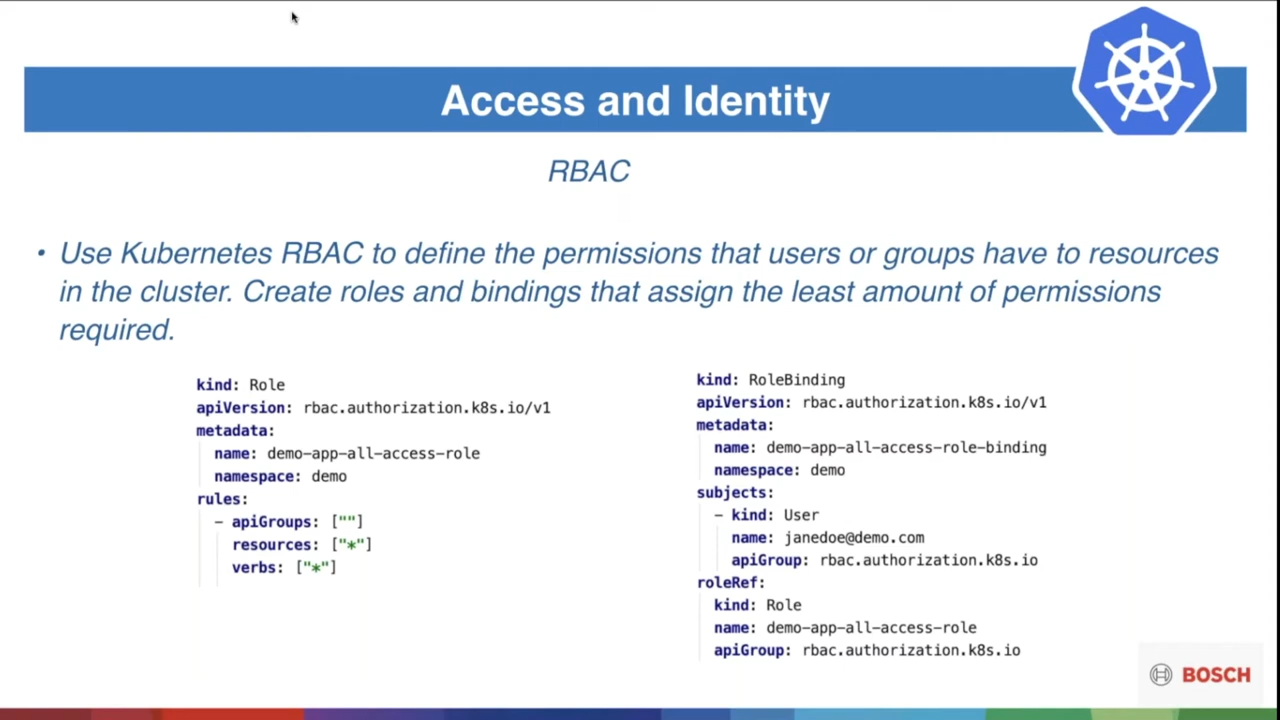 Access and Identity
RBAC
• Use Kubernetes RBAC to define the permissions that users or groups have to resources
in the cluster. Create roles and bindings that assign the least amount of permissions
required.
kind: Role
apiVersion: rbac.authorization.k8s.io/v1
metadata:
  name: demo-app-all-access-role
  namespace: demo
rules:
  - apiGroups: [""]
    resources: ["*"]
    verbs: ["*"]
kind: RoleBinding
apiVersion: rbac.authorization.k8s.io/v1
metadata:
  name: demo-app-all-access-role-binding
  namespace: demo
subjects:
  - kind: User
    name: janedoe@demo.com
    apiGroup: rbac.authorization.k8s.io
roleRef:
  kind: Role
  name: demo-app-all-access-role
  apiGroup: rbac.authorization.k8s.io
BOSCH